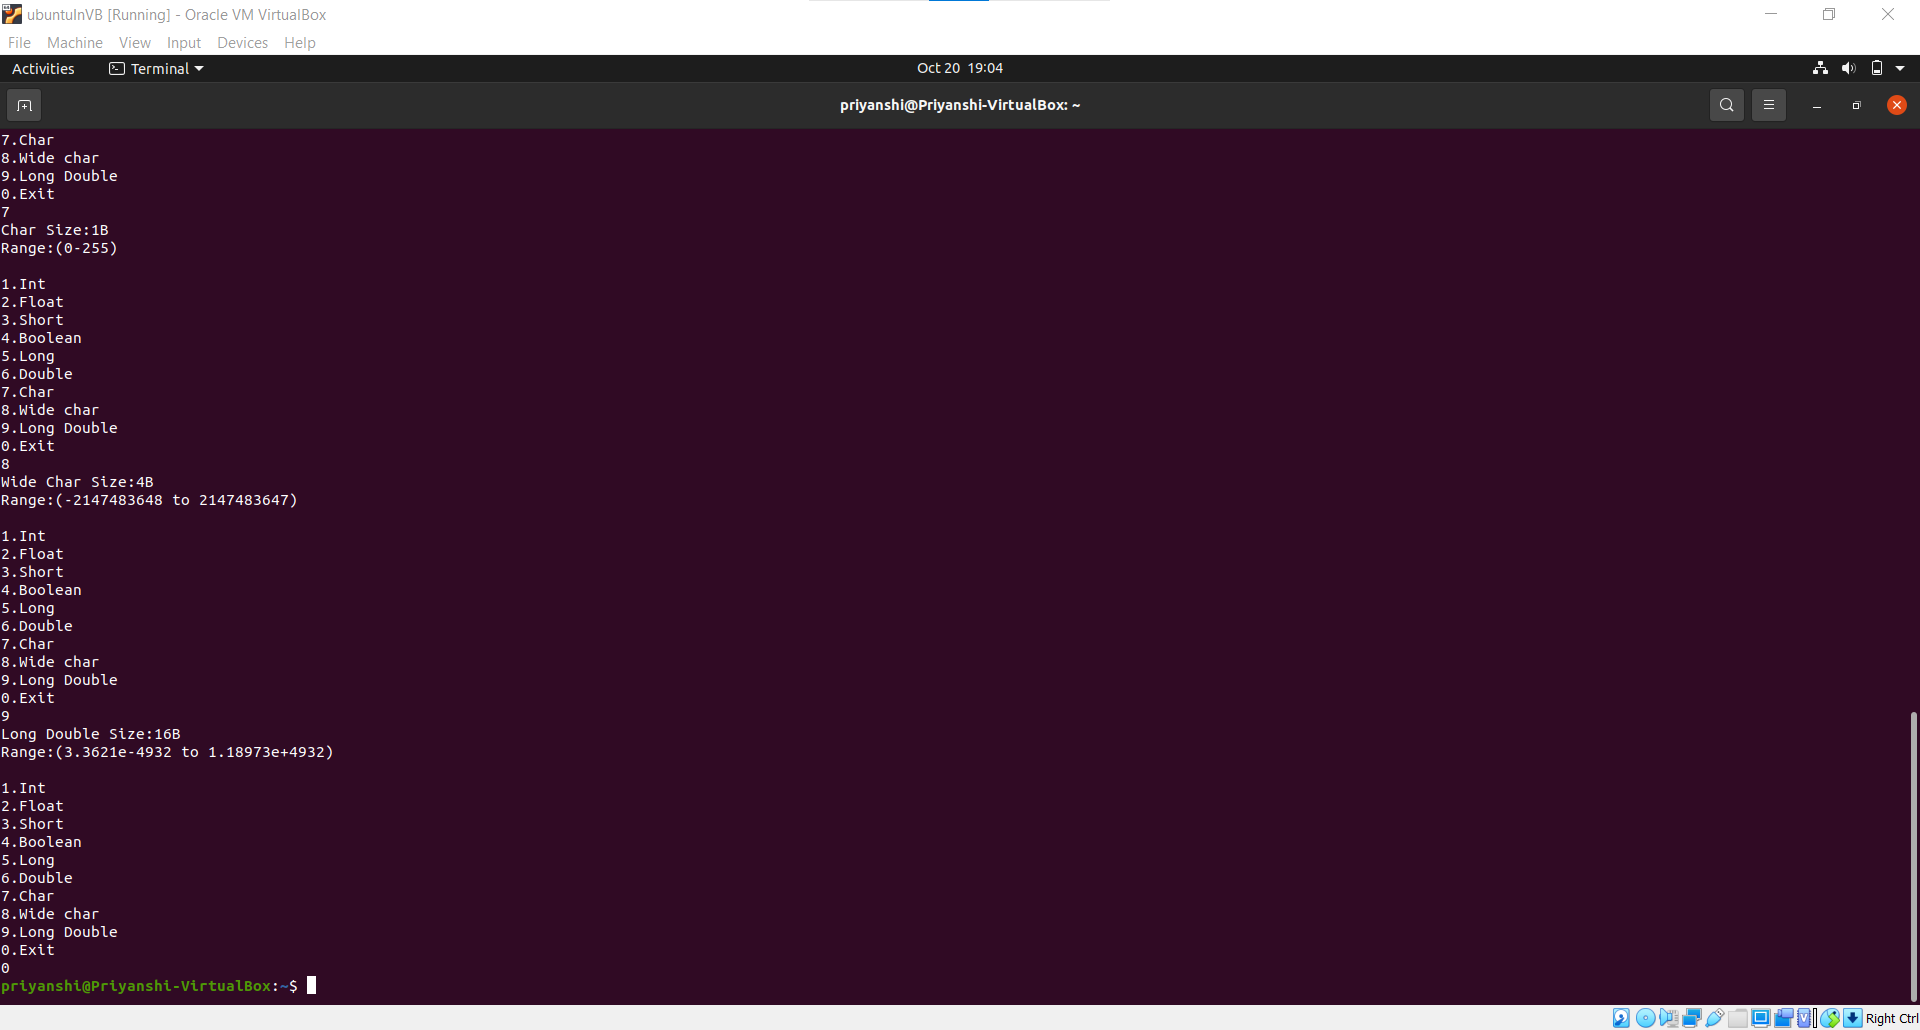 ubuntuInVB [Running] - Oracle VM VirtualBox
File Machine View Input Devices Help
Activities Terminal Oct 20 19:04
priyanshi@Priyanshi-VirtualBox: ~
7.Char
8.Wide char
9.Long Double
0.Exit
7
Char Size:1B
Range:(0-255)
1.Int
2.Float
3.Short
4.Boolean
5.Long
6.Double
7.Char
8.Wide char
9.Long Double
0.Exit
8
Wide Char Size:4B
Range:(-2147483648 to 2147483647)
1.Int
2.Float
3.Short
4.Boolean
5.Long
6.Double
7.Char
8.Wide char
9.Long Double
0.Exit
9
Long Double Size:16B
Range:(3.3621e-4932 to 1.18973e+4932)
1.Int
2.Float
3.Short
4.Boolean
5.Long
6.Double
7.Char
8.Wide char
9.Long Double
0.Exit
0
priyanshi@Priyanshi-VirtualBox:~$
Right Ctrl